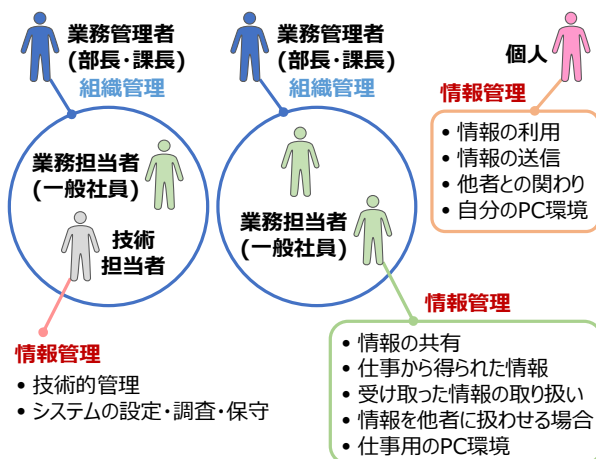 業務管理者
(部長・課長)
組織管理
業務担当者
(一般社員)
技術
担当者
情報管理
• 技術的管理
• システムの設定・調査・保守
業務管理者
(部長・課長)
組織管理
業務担当者
(一般社員)
情報管理
• 情報の共有
• 仕事から得られた情報
• 受け取った情報の取り扱い
• 情報を他者に扱わせる場合
• 仕事用のPC環境
個人
情報管理
• 情報の利用
• 情報の送信
• 他者との関わり
• 自分のPC環境